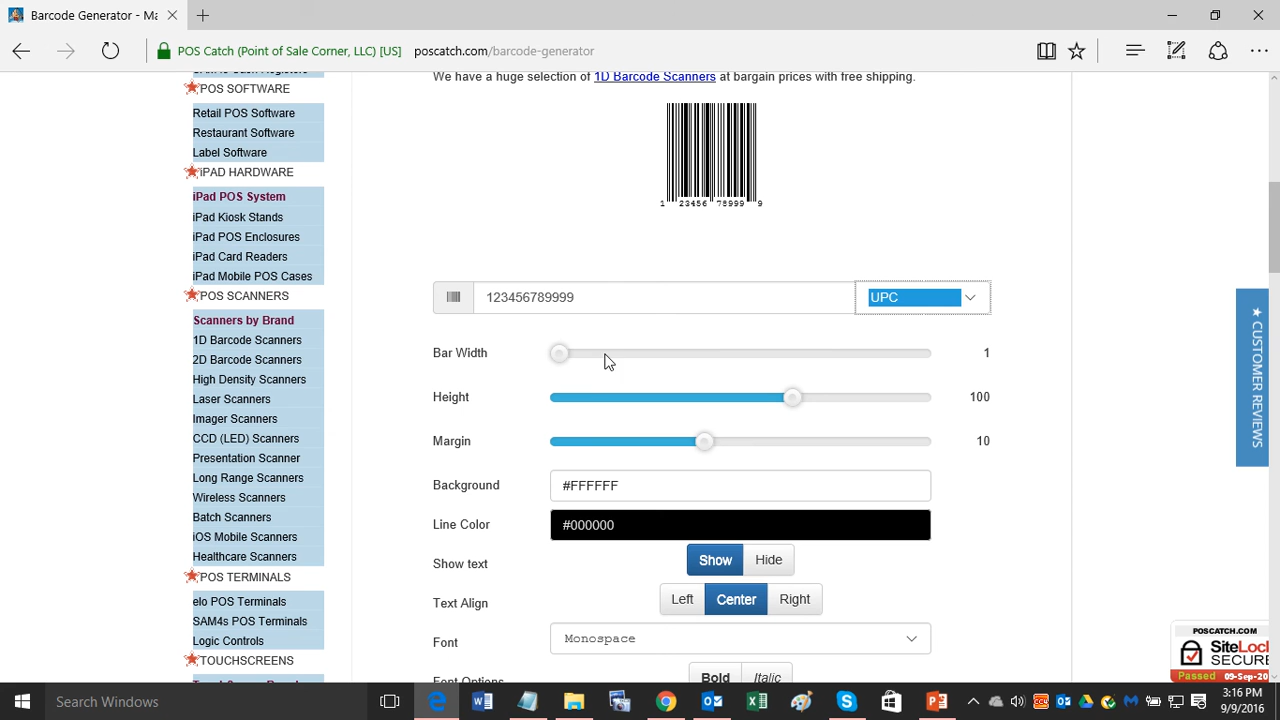 Barcode Generator - Ma
POS Catch (Point of Sale Corner, LLC) [US] poscatch.com/barcode-generator
POS SOFTWARE
Retail POS Software
Restaurant Software
Label Software
iPAD HARDWARE
iPad POS System
iPad Kiosk Stands
iPad POS Enclosures
iPad Card Readers
iPad Mobile POS Cases
POS SCANNERS
Scanners by Brand
1D Barcode Scanners
2D Barcode Scanners
High Density Scanners
Laser Scanners
Imager Scanners
CCD (LED) Scanners
Presentation Scanner
Long Range Scanners
Wireless Scanners
Batch Scanners
iOS Mobile Scanners
Healthcare Scanners
POS TERMINALS
elo POS Terminals
SAM4s POS Terminals
Logic Controls
TOUCHSCREENS
We have a huge selection of 1D Barcode Scanners at bargain prices with free shipping.
1 23456 78999 9
123456789999 UPC
Bar Width 1
Height 100
Margin 10
Background #FFFFFF
Line Color #000000
Show text Show Hide
Text Align Left Center Right
Font Monospace
Font Options Bold Italic
★ CUSTOMER REVIEWS
POSCATCH.COM
SiteLock
SECURE
Passed 09-Sep-20
Search Windows
3:16 PM
9/9/2016